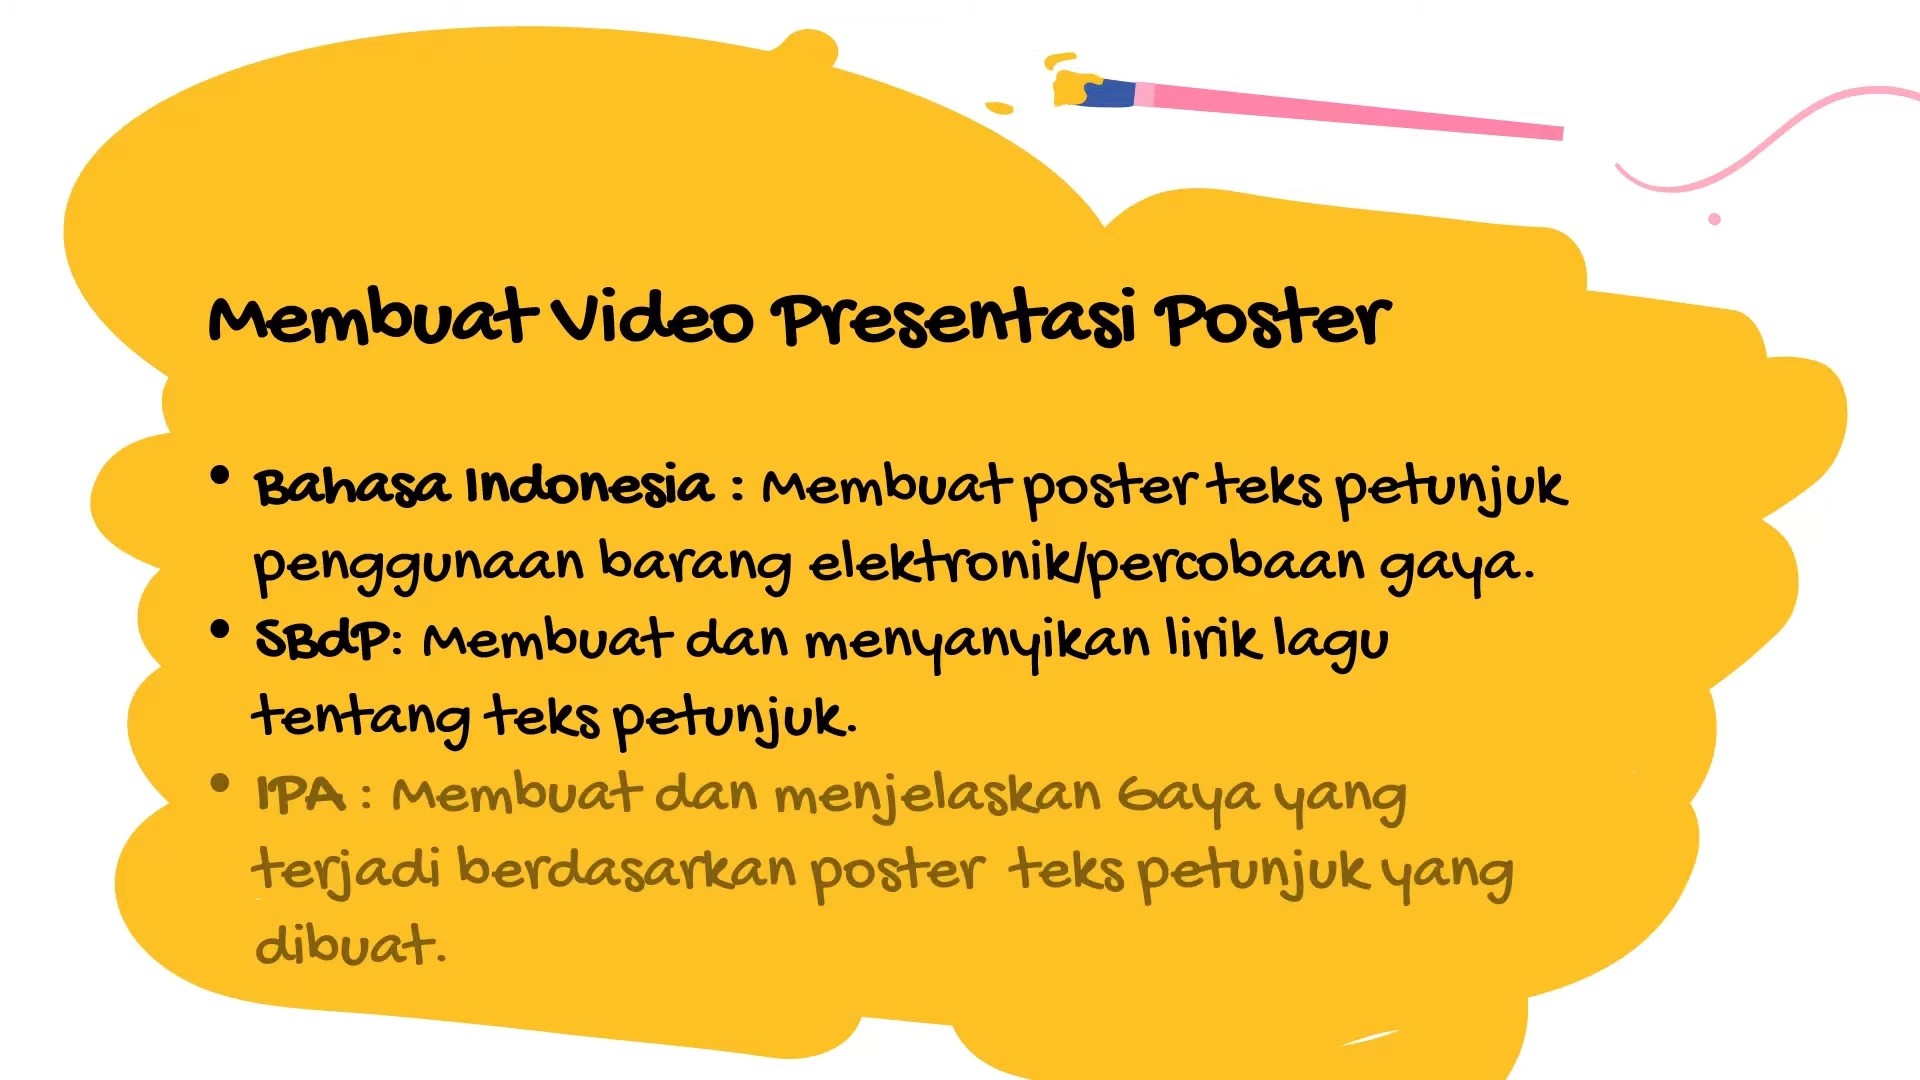 Membuat Video Presentasi Poster
• Bahasa Indonesia : Membuat poster teks petunjuk
penggunaan barang elektronik/percobaan gaya.
• SBdP: Membuat dan menyanyikan lirik lagu
tentang teks petunjuk.
• IPA : Membuat dan menjelaskan Gaya yang
terjadi berdasarkan poster teks petunjuk yang
dibuat.